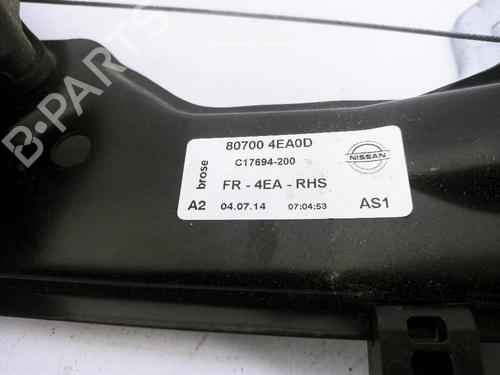 80700 4EA0D
brose
C17694-200
NISSAN
FR - 4EA - RHS
A2 04.07.14 07:04:53 AS1
B-PARTS